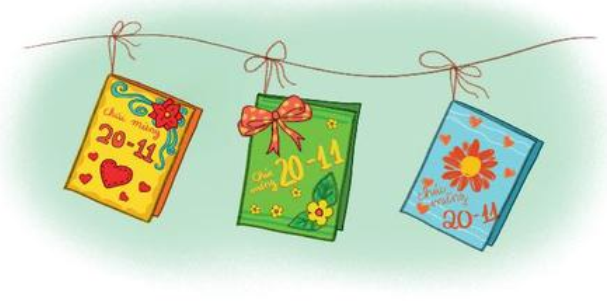 chúc mừng
20-11
Chúc
mừng 20-11
chúc
mừng
20-11